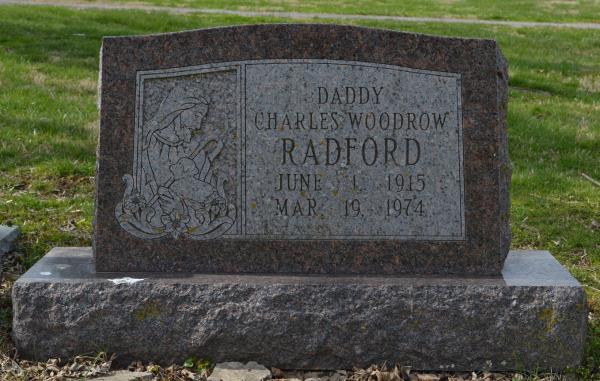 DADDY
CHARLES WOODROW
RADFORD
JUNE 1, 1915
MAR. 19, 1974